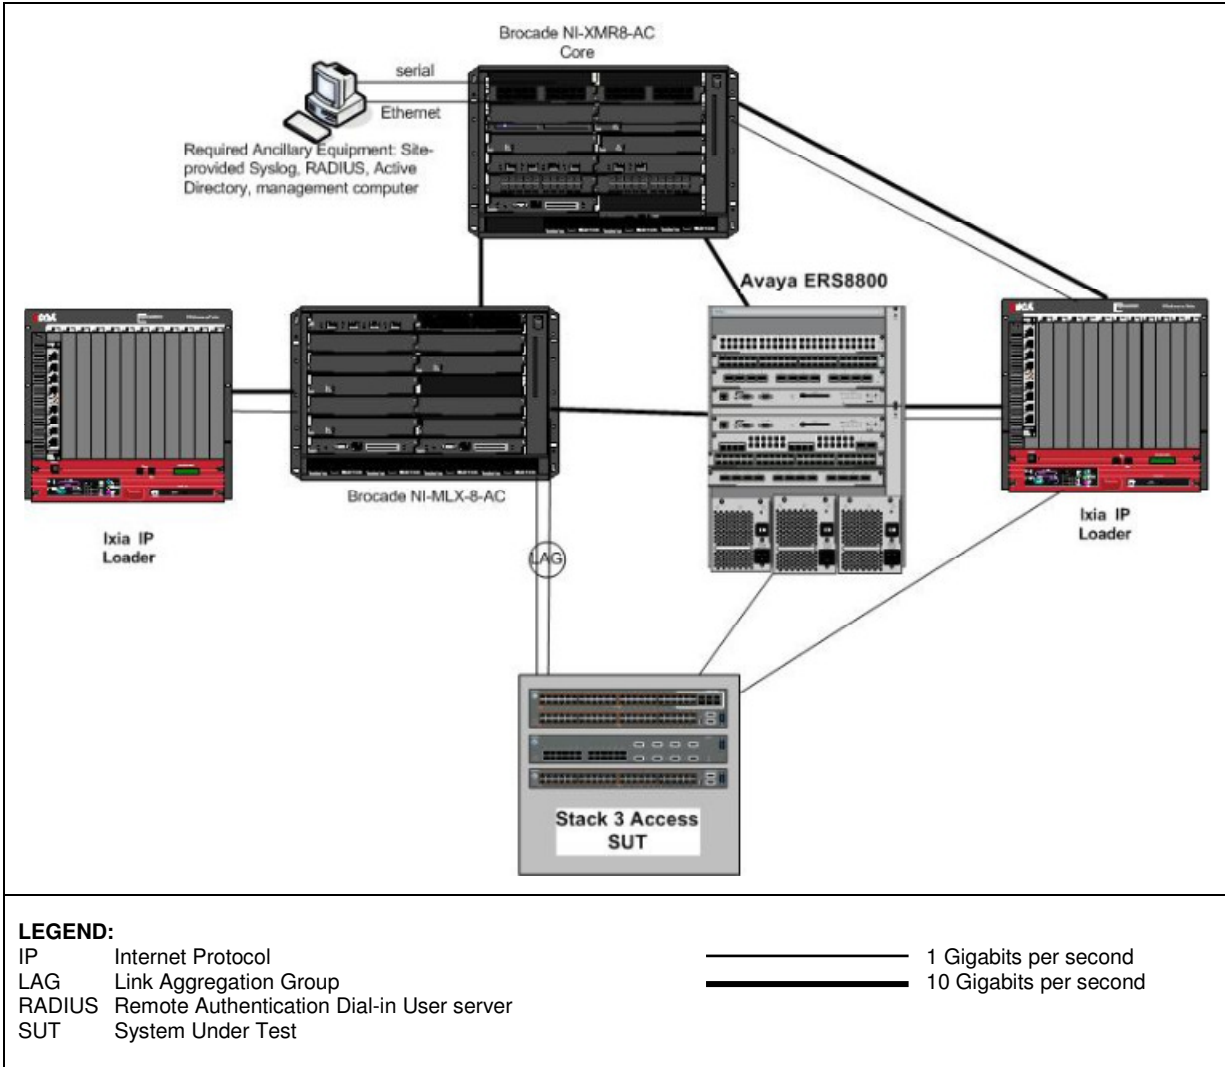 Brocade NI-XMR8-AC
Core
serial
Ethernet
Required Ancillary Equipment: Site-
provided Syslog, RADIUS, Active
Directory, management computer
Avaya ERS8800
Brocade NI-MLX-8-AC
Ixia IP
Loader
Ixia IP
Loader
LAG
Stack 3 Access
SUT
LEGEND:
IP Internet Protocol
LAG Link Aggregation Group
RADIUS Remote Authentication Dial-in User server
SUT System Under Test
1 Gigabits per second
10 Gigabits per second